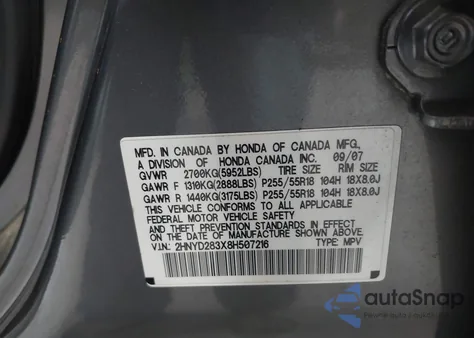 MFD. IN CANADA BY HONDA OF CANADA MFG.,
A DIVISION OF HONDA CANADA INC. 09/07
GVWR 2700KG(5952LBS) TIRE SIZE RIM SIZE
GAWR F 1310KG(2888LBS) P255/55R18 104H 18X8.0J
GAWR R 1440KG(3175LBS) P255/55R18 104H 18X8.0J
THIS VEHICLE CONFORMS TO ALL APPLICABLE
FEDERAL MOTOR VEHICLE SAFETY
AND THEFT PREVENTION STANDARDS IN EFFECT
ON THE DATE OF MANUFACTURE SHOWN ABOVE.
V.I.N: 2HNYD283X8H507216 TYPE: MPV
autoSnap